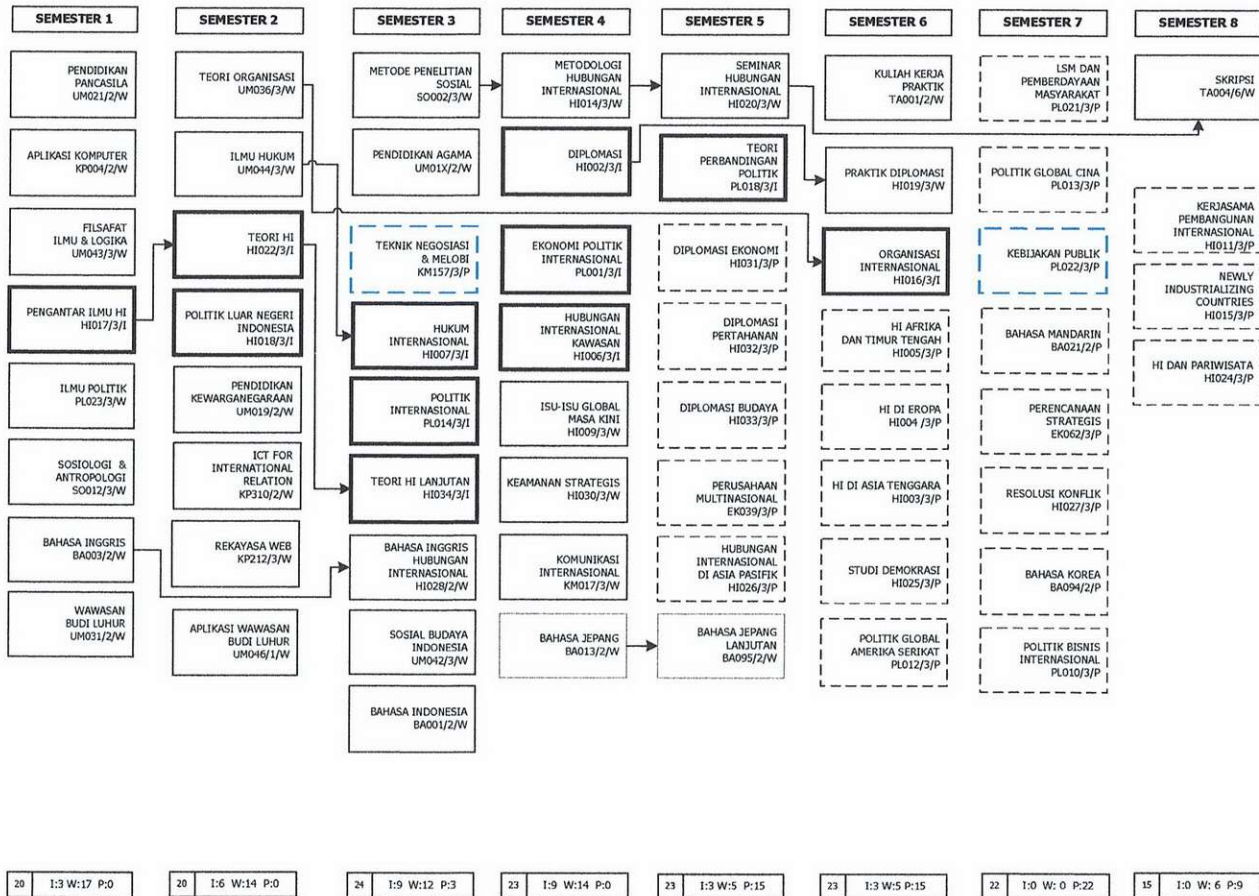 SEMESTER 1
PENDIDIKAN
PANCASILA
UM021/2/W
APLIKASI KOMPUTER
KP004/2/W
FILSAFAT
ILMU & LOGIKA
UM043/3/W
PENGANTAR ILMU HI
HI017/3/I
ILMU POLITIK
PL023/3/W
SOSIOLOGI &
ANTROPOLOGI
SO012/3/W
BAHASA INGGRIS
BA003/2/W
WAWASAN
BUDI LUHUR
UM031/2/W
20 I:3 W:17 P:0
SEMESTER 2
TEORI ORGANISASI
UM036/3/W
ILMU HUKUM
UM044/3/W
TEORI HI
HI022/3/I
POLITIK LUAR NEGERI
INDONESIA
HI018/3/I
PENDIDIKAN
KEWARGANEGARAAN
UM019/2/W
ICT FOR
INTERNATIONAL
RELATION
KP310/2/W
REKAYASA WEB
KP212/3/W
APLIKASI WAWASAN
BUDI LUHUR
UM046/1/W
20 I:6 W:14 P:0
SEMESTER 3
METODE PENELITIAN
SOSIAL
SO002/3/W
PENDIDIKAN AGAMA
UM01X/2/W
TEKNIK NEGOSIASI
& MELOBI
KM157/3/P
HUKUM
INTERNASIONAL
HI007/3/I
POLITIK
INTERNASIONAL
PL014/3/I
TEORI HI LANJUTAN
HI034/3/I
BAHASA INGGRIS
HUBUNGAN
INTERNASIONAL
HI028/2/W
SOSIAL BUDAYA
INDONESIA
UM042/3/W
BAHASA INDONESIA
BA001/2/W
24 I:9 W:12 P:3
SEMESTER 4
METODOLOGI
HUBUNGAN
INTERNASIONAL
HI014/3/W
DIPLOMASI
HI002/3/I
EKONOMI POLITIK
INTERNASIONAL
PL001/3/I
HUBUNGAN
INTERNASIONAL
KAWASAN
HI006/3/I
ISU-ISU GLOBAL
MASA KINI
HI009/3/W
KEAMANAN STRATEGIS
HI030/3/W
KOMUNIKASI
INTERNASIONAL
KM017/3/W
BAHASA JEPANG
BA013/2/W
23 I:9 W:14 P:0
SEMESTER 5
SEMINAR
HUBUNGAN
INTERNASIONAL
HI020/3/W
TEORI
PERBANDINGAN
POLITIK
PL018/3/I
DIPLOMASI EKONOMI
HI031/3/P
DIPLOMASI
PERTAHANAN
HI032/3/P
DIPLOMASI BUDAYA
HI033/3/P
PERUSAHAAN
MULTINASIONAL
EK039/3/P
HUBUNGAN
INTERNASIONAL
DI ASIA PASIFIK
HI026/3/P
BAHASA JEPANG
LANJUTAN
BA095/2/W
23 I:3 W:5 P:15
SEMESTER 6
KULIAH KERJA
PRAKTIK
TA001/2/W
PRAKTIK DIPLOMASI
HI019/3/W
ORGANISASI
INTERNASIONAL
HI016/3/I
HI AFRIKA
DAN TIMUR TENGAH
HI005/3/P
HI DI EROPA
HI004 /3/P
HI DI ASIA TENGGARA
HI003/3/P
STUDI DEMOKRASI
HI025/3/P
POLITIK GLOBAL
AMERIKA SERIKAT
PL012/3/P
23 I:3 W:5 P:15
SEMESTER 7
LSM DAN
PEMBERDAYAAN
MASYARAKAT
PL021/3/P
POLITIK GLOBAL CINA
PL013/3/P
KEBIJAKAN PUBLIK
PL022/3/P
BAHASA MANDARIN
BA021/2/P
PERENCANAAN
STRATEGIS
EK062/3/P
RESOLUSI KONFLIK
HI027/3/P
BAHASA KOREA
BA094/2/P
POLITIK BISNIS
INTERNASIONAL
PL010/3/P
22 I:0 W: 0 P:22
SEMESTER 8
SKRIPSI
TA004/6/W
KERJASAMA
PEMBANGUNAN
INTERNASIONAL
HI011/3/P
NEWLY
INDUSTRIALIZING
COUNTRIES
HI015/3/P
HI DAN PARIWISATA
HI024/3/P
15 I:0 W: 6 P:9